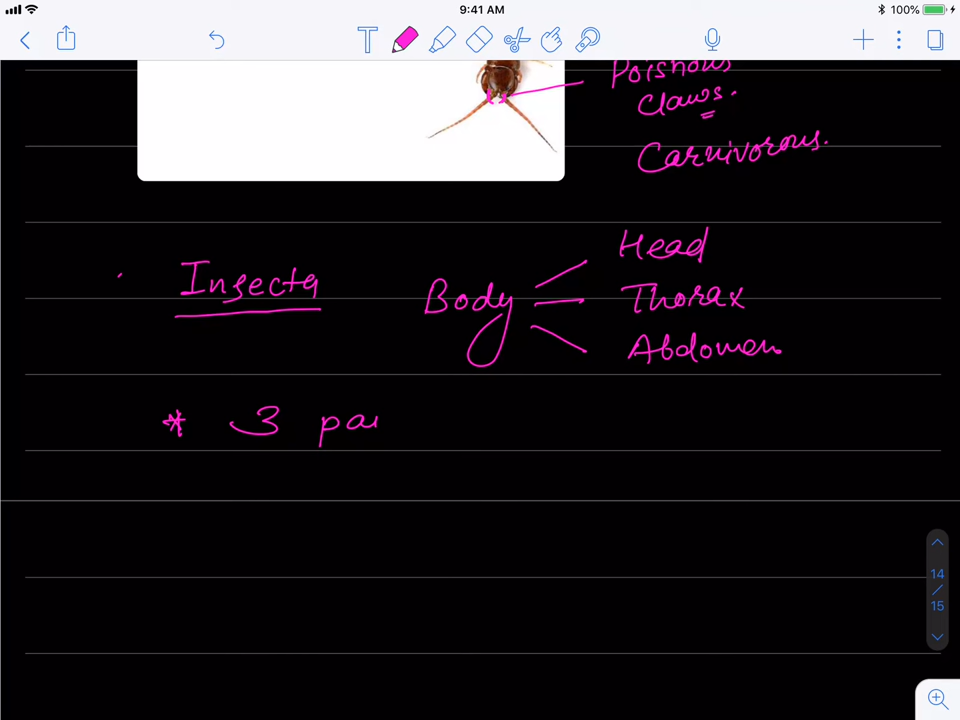 9:41 AM
100%
Poisnous
Claws.
Carnivorous.
Insecta Body Head
Thorax
Abdomen
* 3 pai
14
/
15